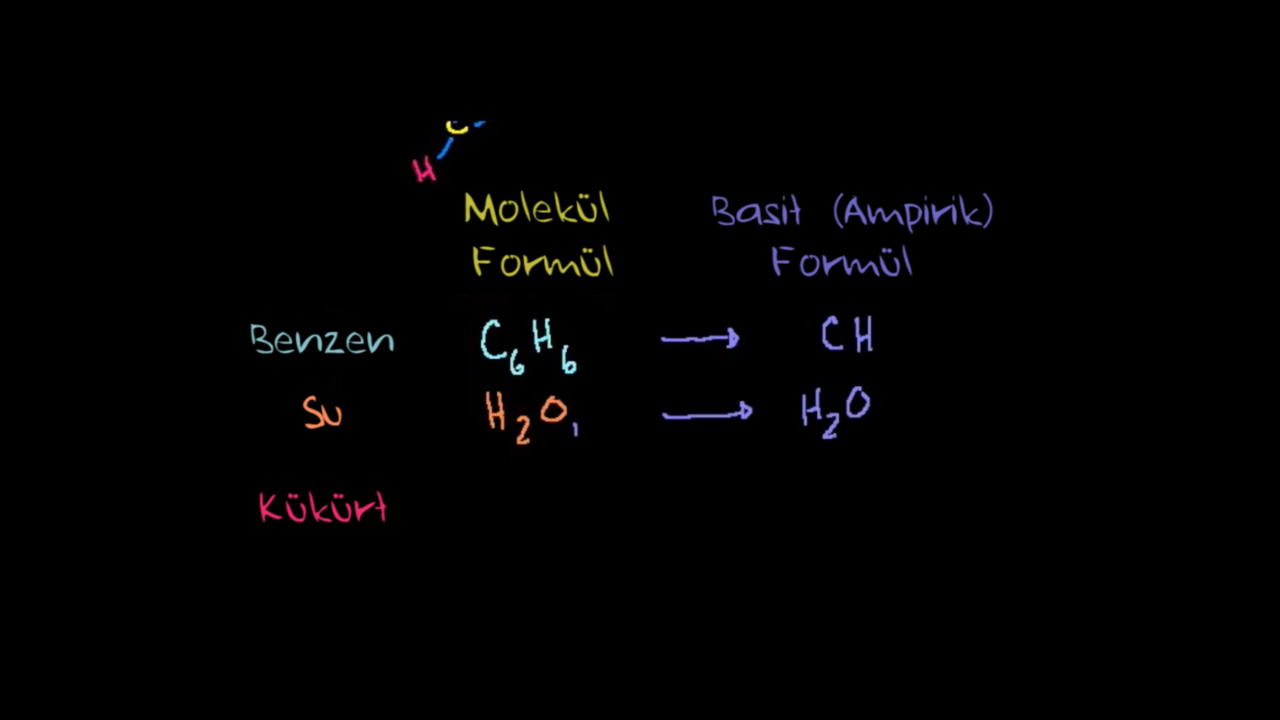 C
H
Molekül Basit (Ampirik)
Formül Formül
Benzen C6H6 → CH
Su H2O1 → H2O
Kükürt